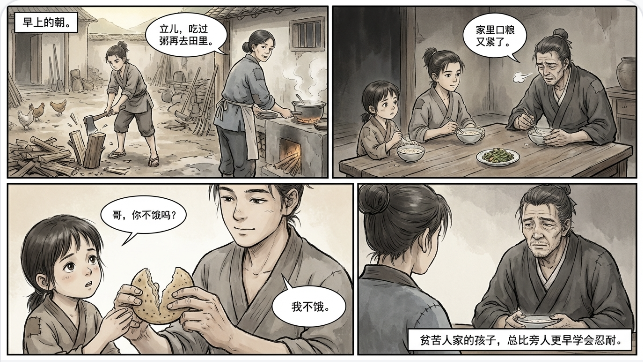 早上的朝。
立儿，吃过
粥再去田里。
家里口粮
又紧了。
哥，你不饿吗？
我不饿。
贫苦人家的孩子，总比旁人更早学会忍耐。